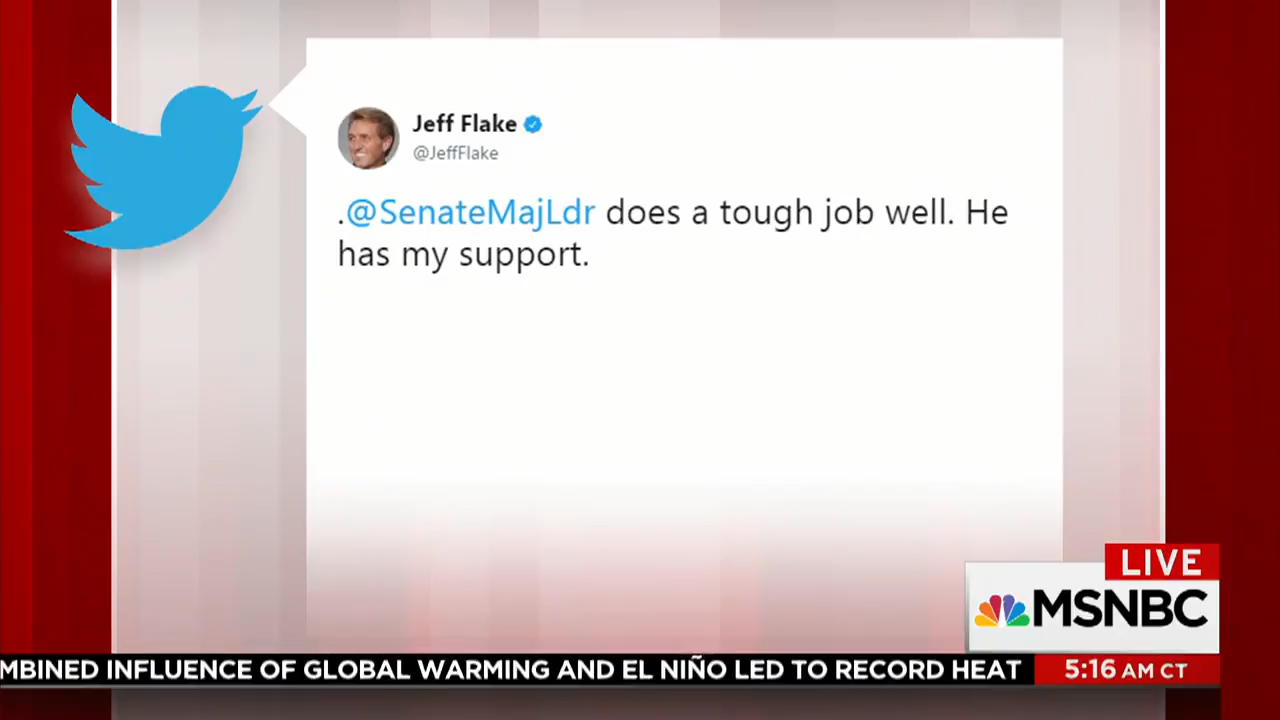 Jeff Flake
@JeffFlake
.@SenateMajLdr does a tough job well. He
has my support.
LIVE
MSNBC
MBINED INFLUENCE OF GLOBAL WARMING AND EL NIÑO LED TO RECORD HEAT
5:16 AM CT